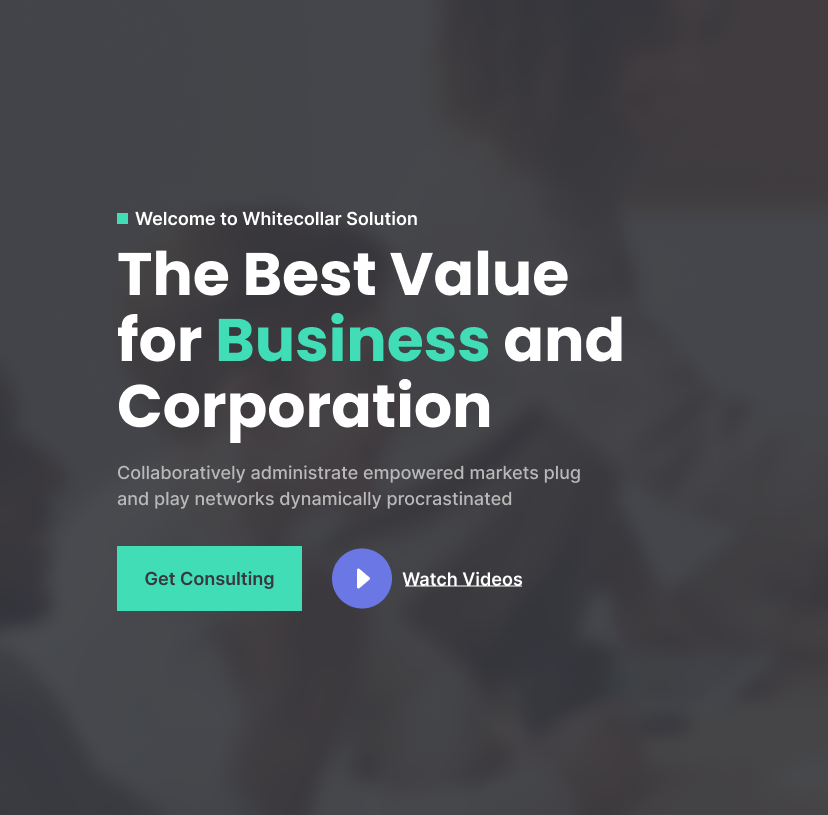 Welcome to Whitecollar Solution
The Best Value
for Business and
Corporation
Collaboratively administrate empowered markets plug
and play networks dynamically procrastinated
Get Consulting
Watch Videos